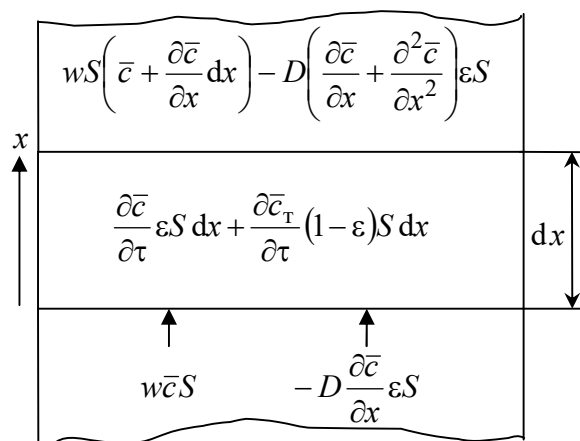 wS(c̅ + ∂c̅/∂x dx) − D(∂c̅/∂x + ∂²c̅/∂x²)εS
x
∂c̅/∂τ εS dx + ∂c̅ₜ/∂τ (1−ε)S dx
dx
wc̅S − D ∂c̅/∂x εS